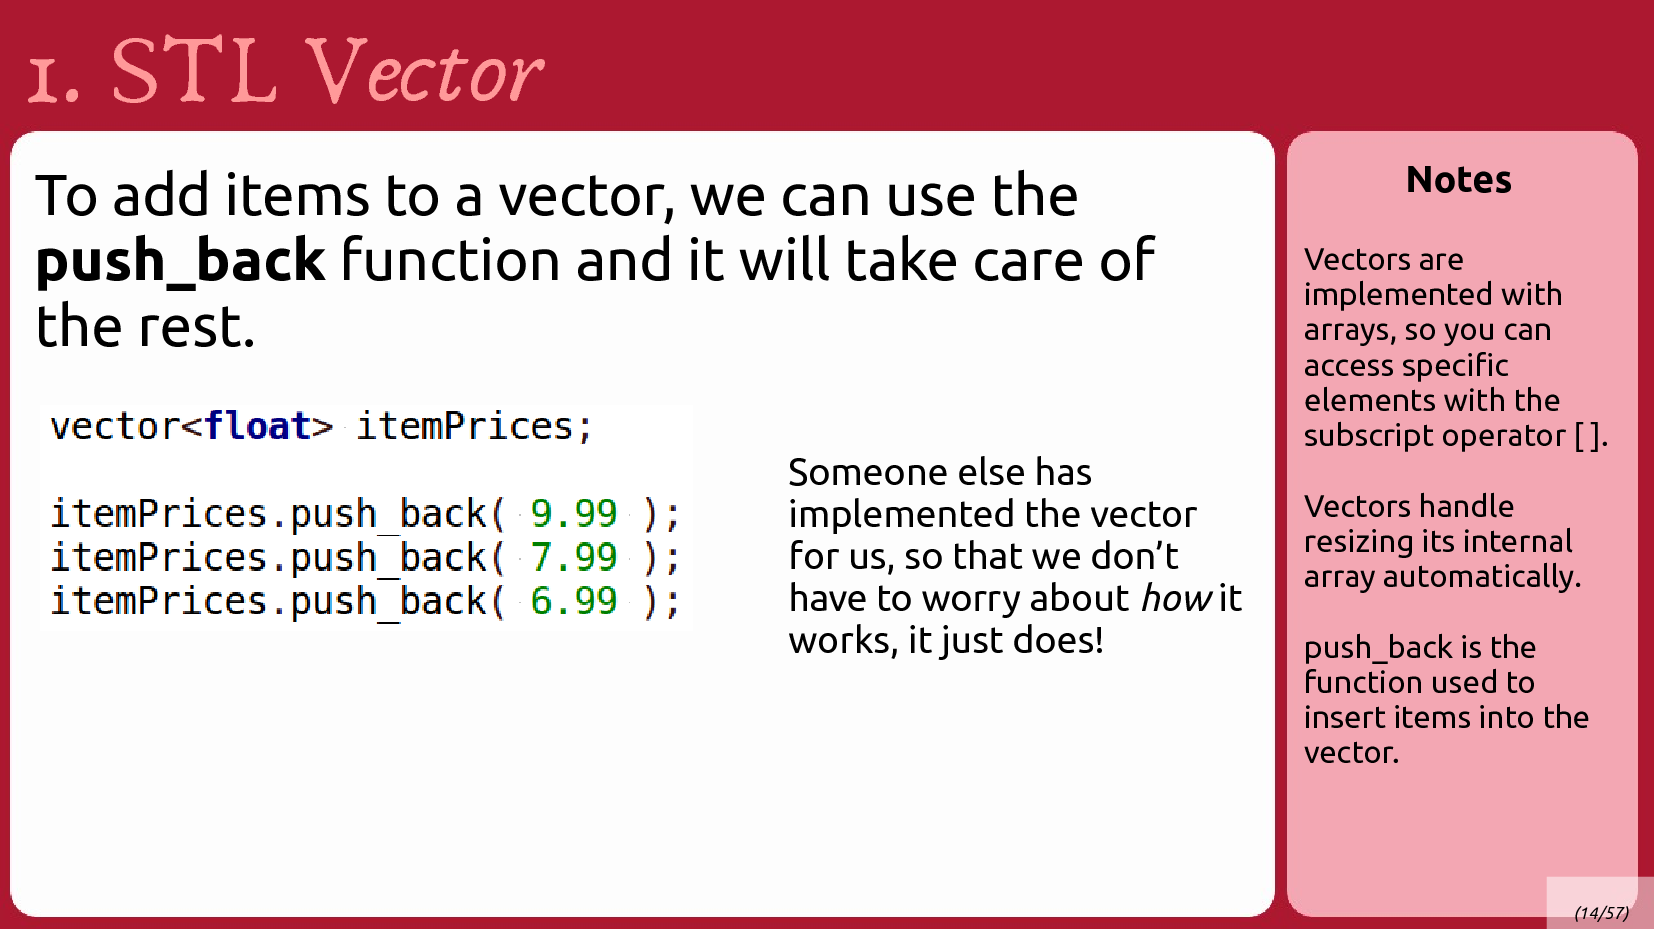 1. STL Vector
To add items to a vector, we can use the
push_back function and it will take care of
the rest.
vector<float> itemPrices;
itemPrices.push_back( 9.99 );
itemPrices.push_back( 7.99 );
itemPrices.push_back( 6.99 );
Someone else has
implemented the vector
for us, so that we don’t
have to worry about how it
works, it just does!
Notes
Vectors are
implemented with
arrays, so you can
access specific
elements with the
subscript operator [ ].
Vectors handle
resizing its internal
array automatically.
push_back is the
function used to
insert items into the
vector.
(14/57)